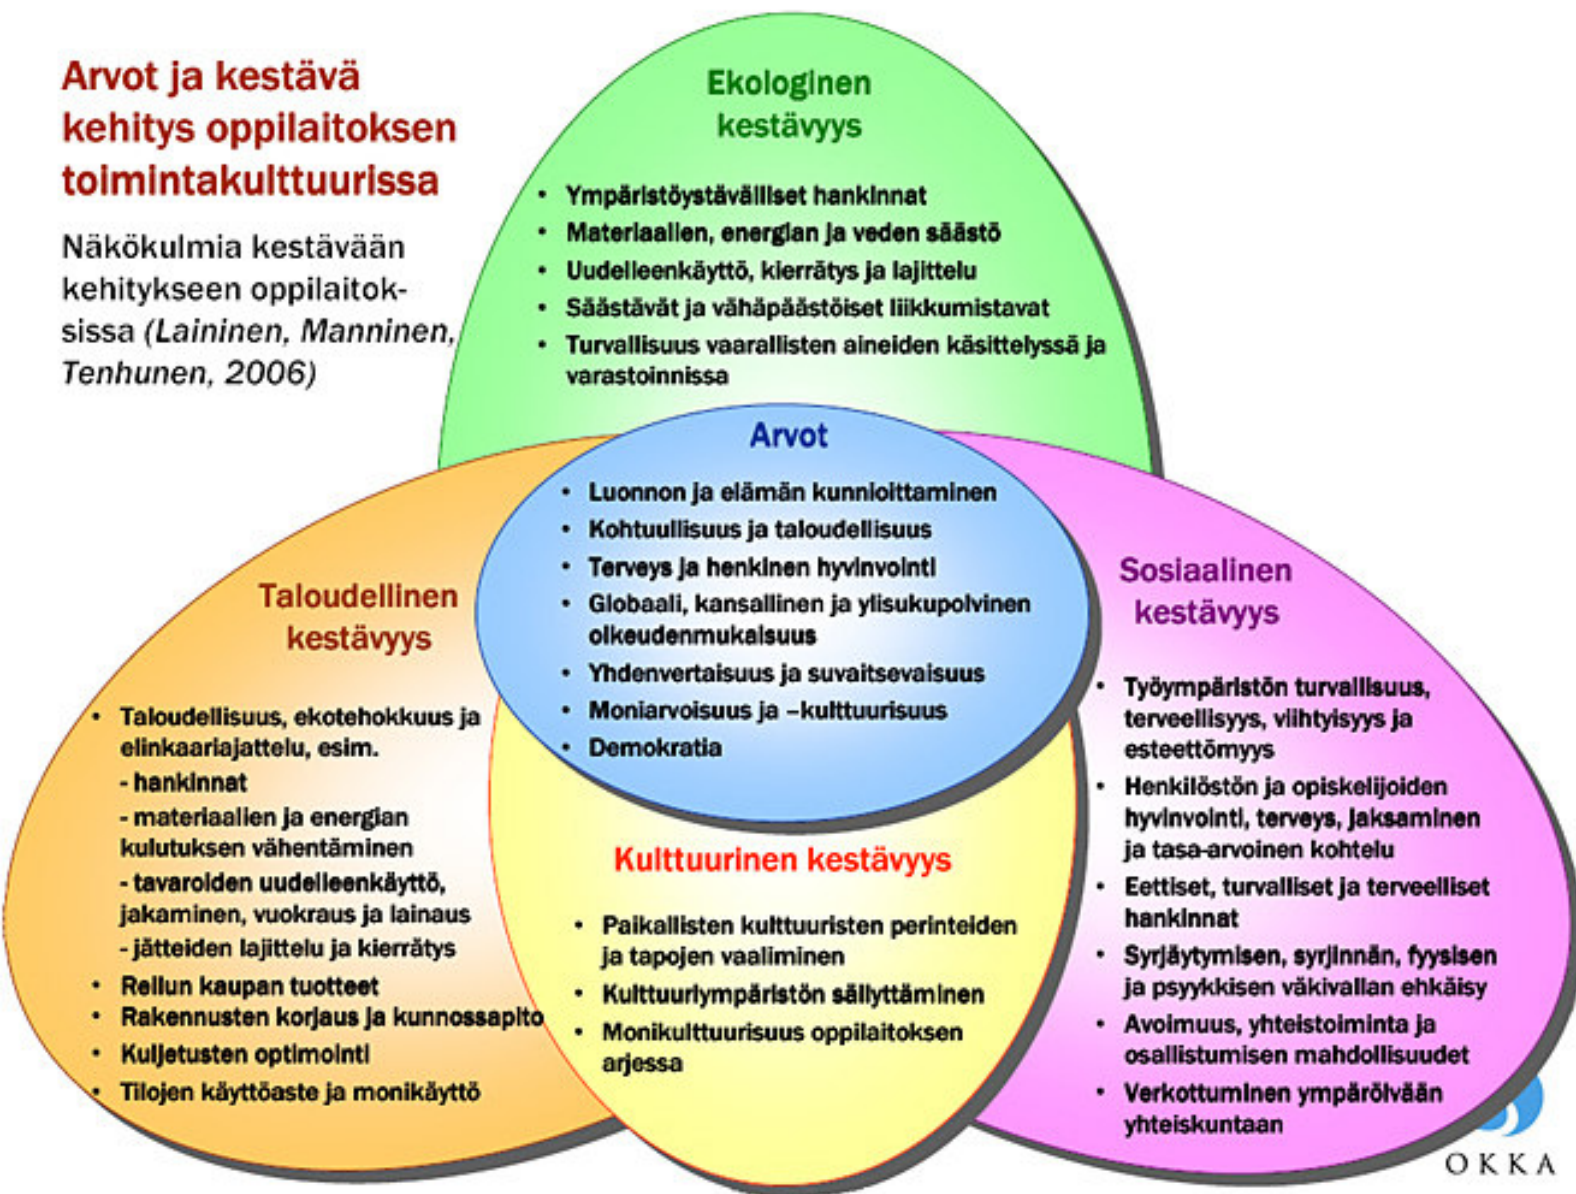 Arvot ja kestävä
kehitys oppilaitoksen
toimintakulttuurissa
Näkökulmia kestävään
kehitykseen oppilaitok-
sissa (Laininen, Manninen,
Tenhunen, 2006)
Ekologinen
kestävyys
• Ympäristöystävälliset hankinnat
• Materiaalien, energian ja veden säästö
• Uudelleenkäyttö, kierrätys ja lajittelu
• Säästävät ja vähäpäästöiset liikkumistavat
• Turvallisuus vaarallisten aineiden käsittelyssä ja
varastoinnissa
Arvot
• Luonnon ja elämän kunnioittaminen
• Kohtuullisuus ja taloudellisuus
• Terveys ja henkinen hyvinvointi
• Globaali, kansallinen ja ylisukupolvinen
oikeudenmukaisuus
• Yhdenvertaisuus ja suvaitsevaisuus
• Moniarvoisuus ja –kulttuurisuus
• Demokratia
Taloudellinen
kestävyys
• Taloudellisuus, ekotehokkuus ja
elinkaariajattelu, esim.
- hankinnat
- materiaalien ja energian
kulutuksen vähentäminen
- tavaroiden uudelleenkäyttö,
jakaminen, vuokraus ja lainaus
- jätteiden lajittelu ja kierrätys
• Reilun kaupan tuotteet
• Rakennusten korjaus ja kunnossapito
• Kuljetusten optimointi
• Tilojen käyttöaste ja monikäyttö
Kulttuurinen kestävyys
• Paikallisten kulttuuristen perinteiden
ja tapojen vaaliminen
• Kulttuuriympäristön säilyttäminen
• Monikulttuurisuus oppilaitoksen
arjessa
Sosiaalinen
kestävyys
• Työympäristön turvallisuus,
terveellisyys, viihtyisyys ja
esteettömyys
• Henkilöstön ja opiskelijoiden
hyvinvointi, terveys, jaksaminen
ja tasa-arvoinen kohtelu
• Eettiset, turvalliset ja terveelliset
hankinnat
• Syrjäytymisen, syrjinnän, fyysisen
ja psyykkisen väkivallan ehkäisy
• Avoimuus, yhteistoiminta ja
osallistumisen mahdollisuudet
• Verkottuminen ympäröivään
yhteiskuntaan
OKKA